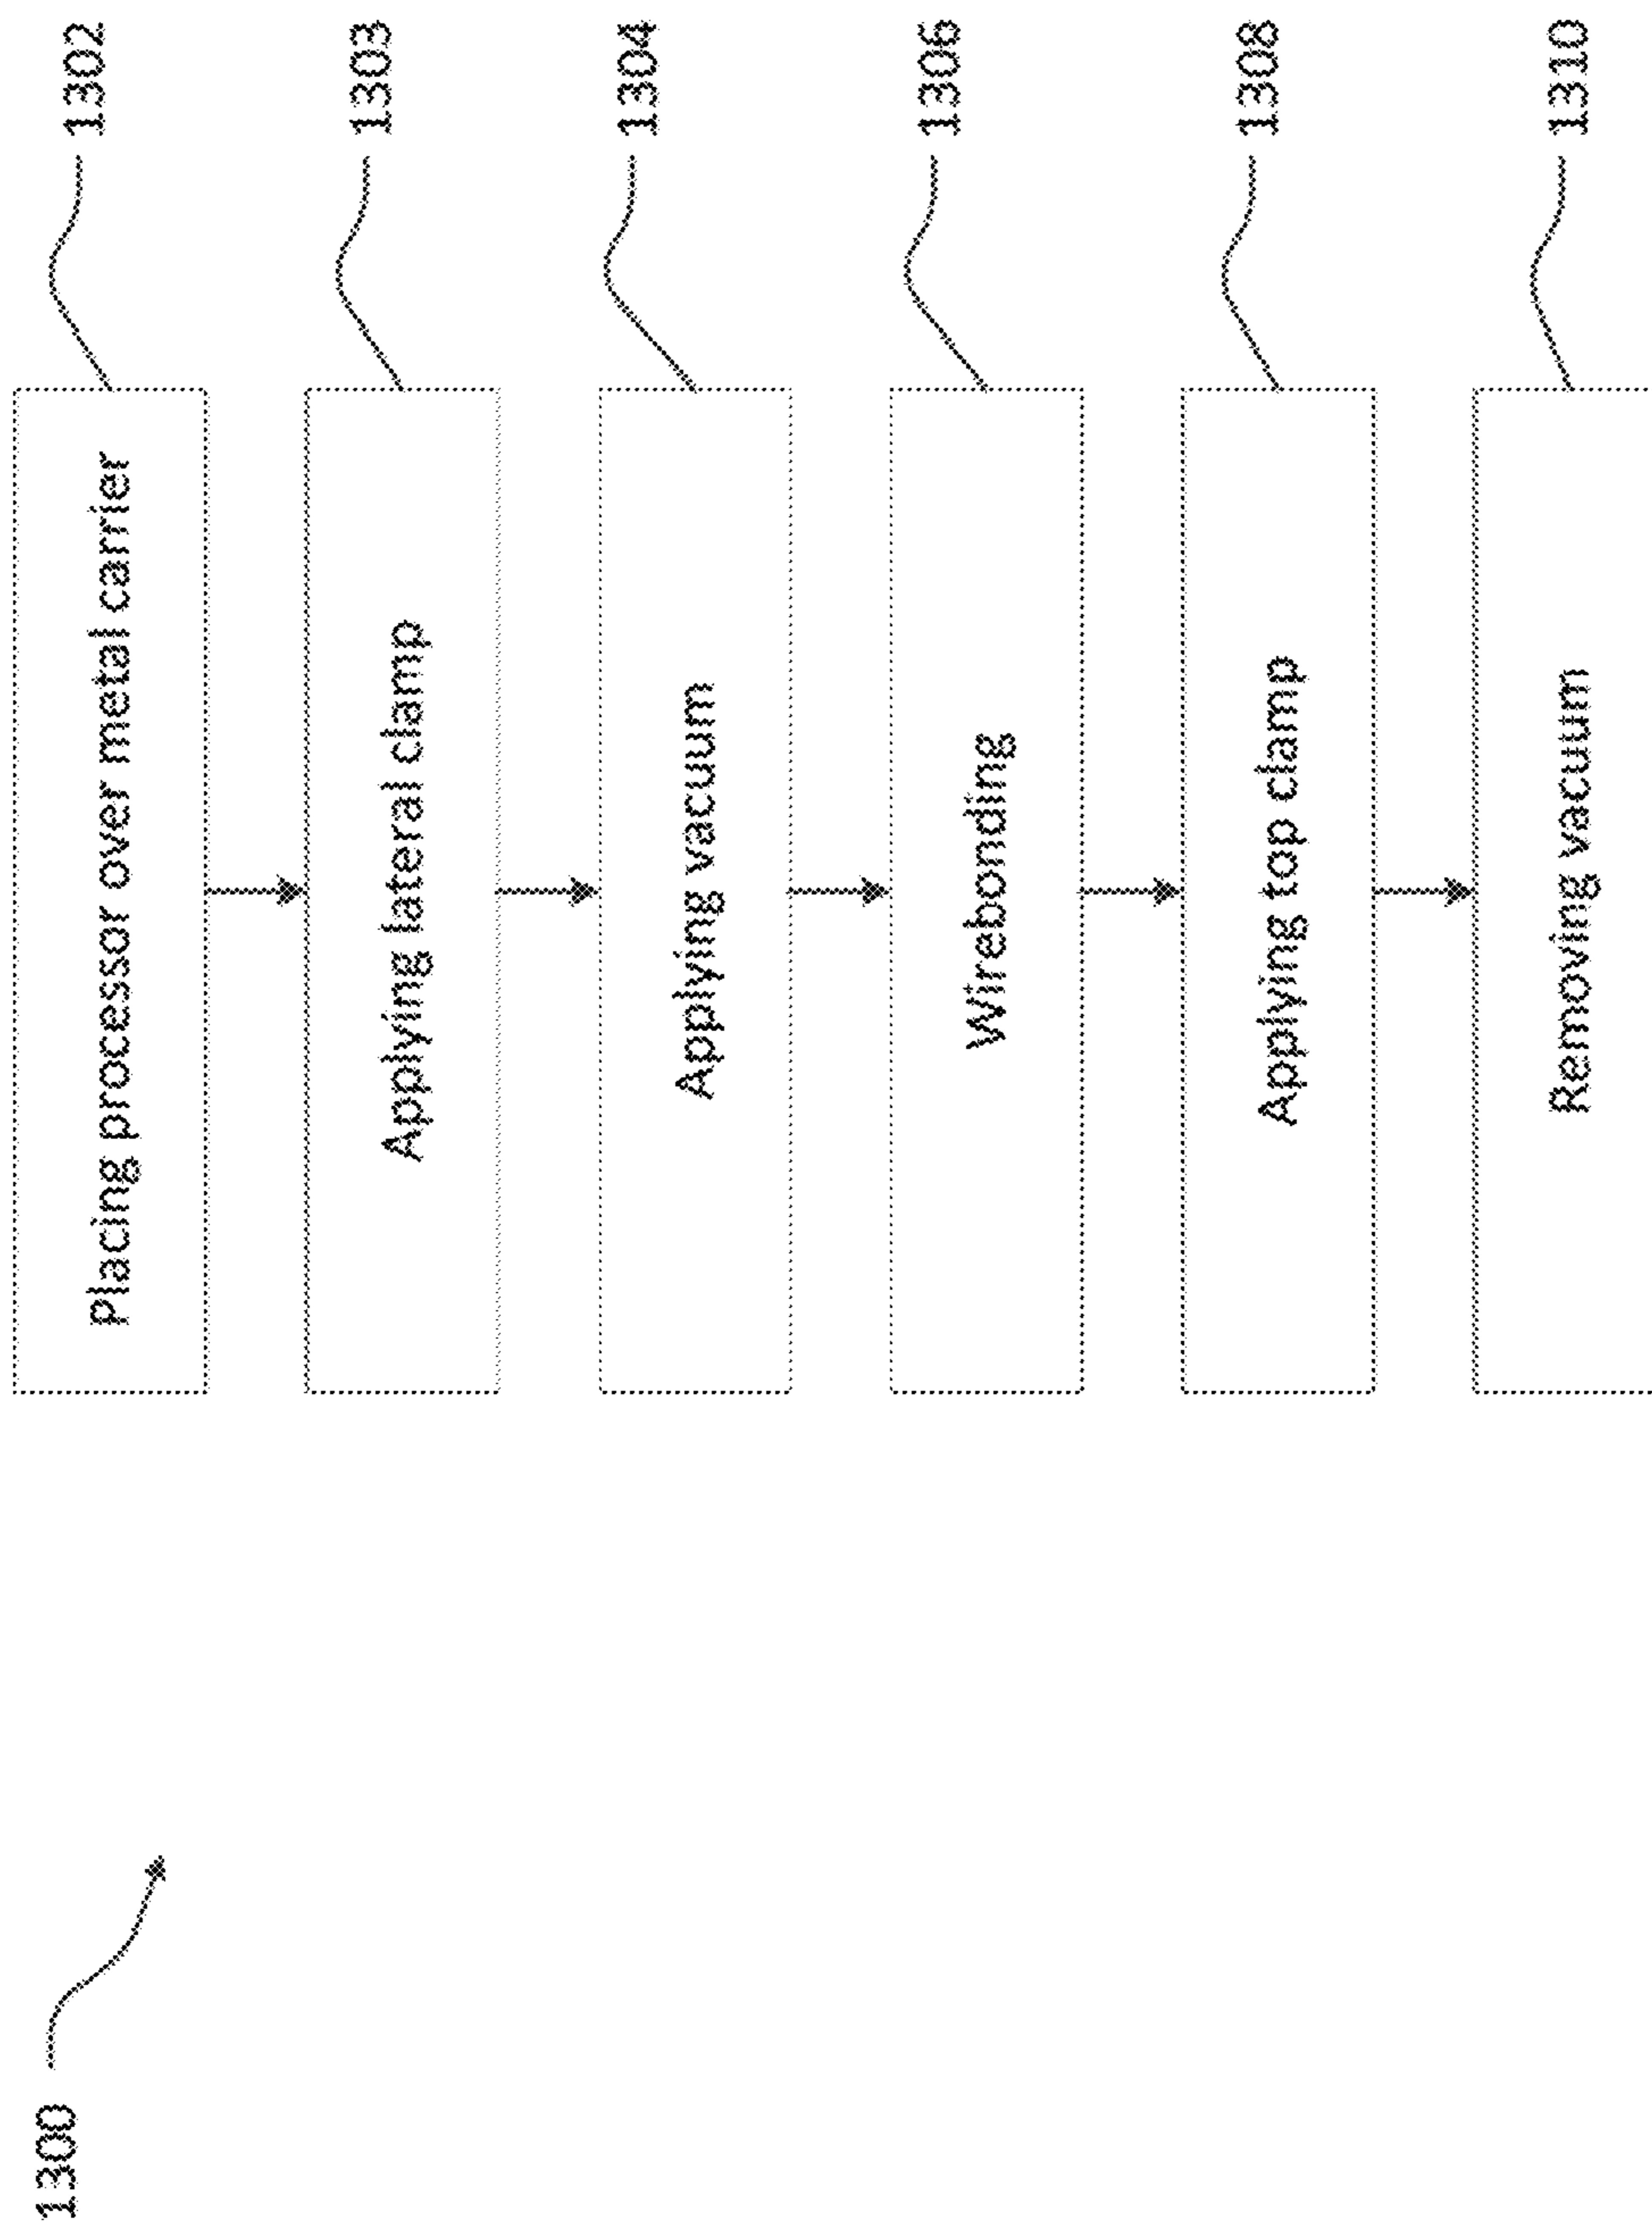 1300
Placing processor over metal carrier
1302
Applying lateral clamp
1303
Applying vacuum
1304
Wirebonding
1306
Applying top clamp
1308
Removing vacuum
1310